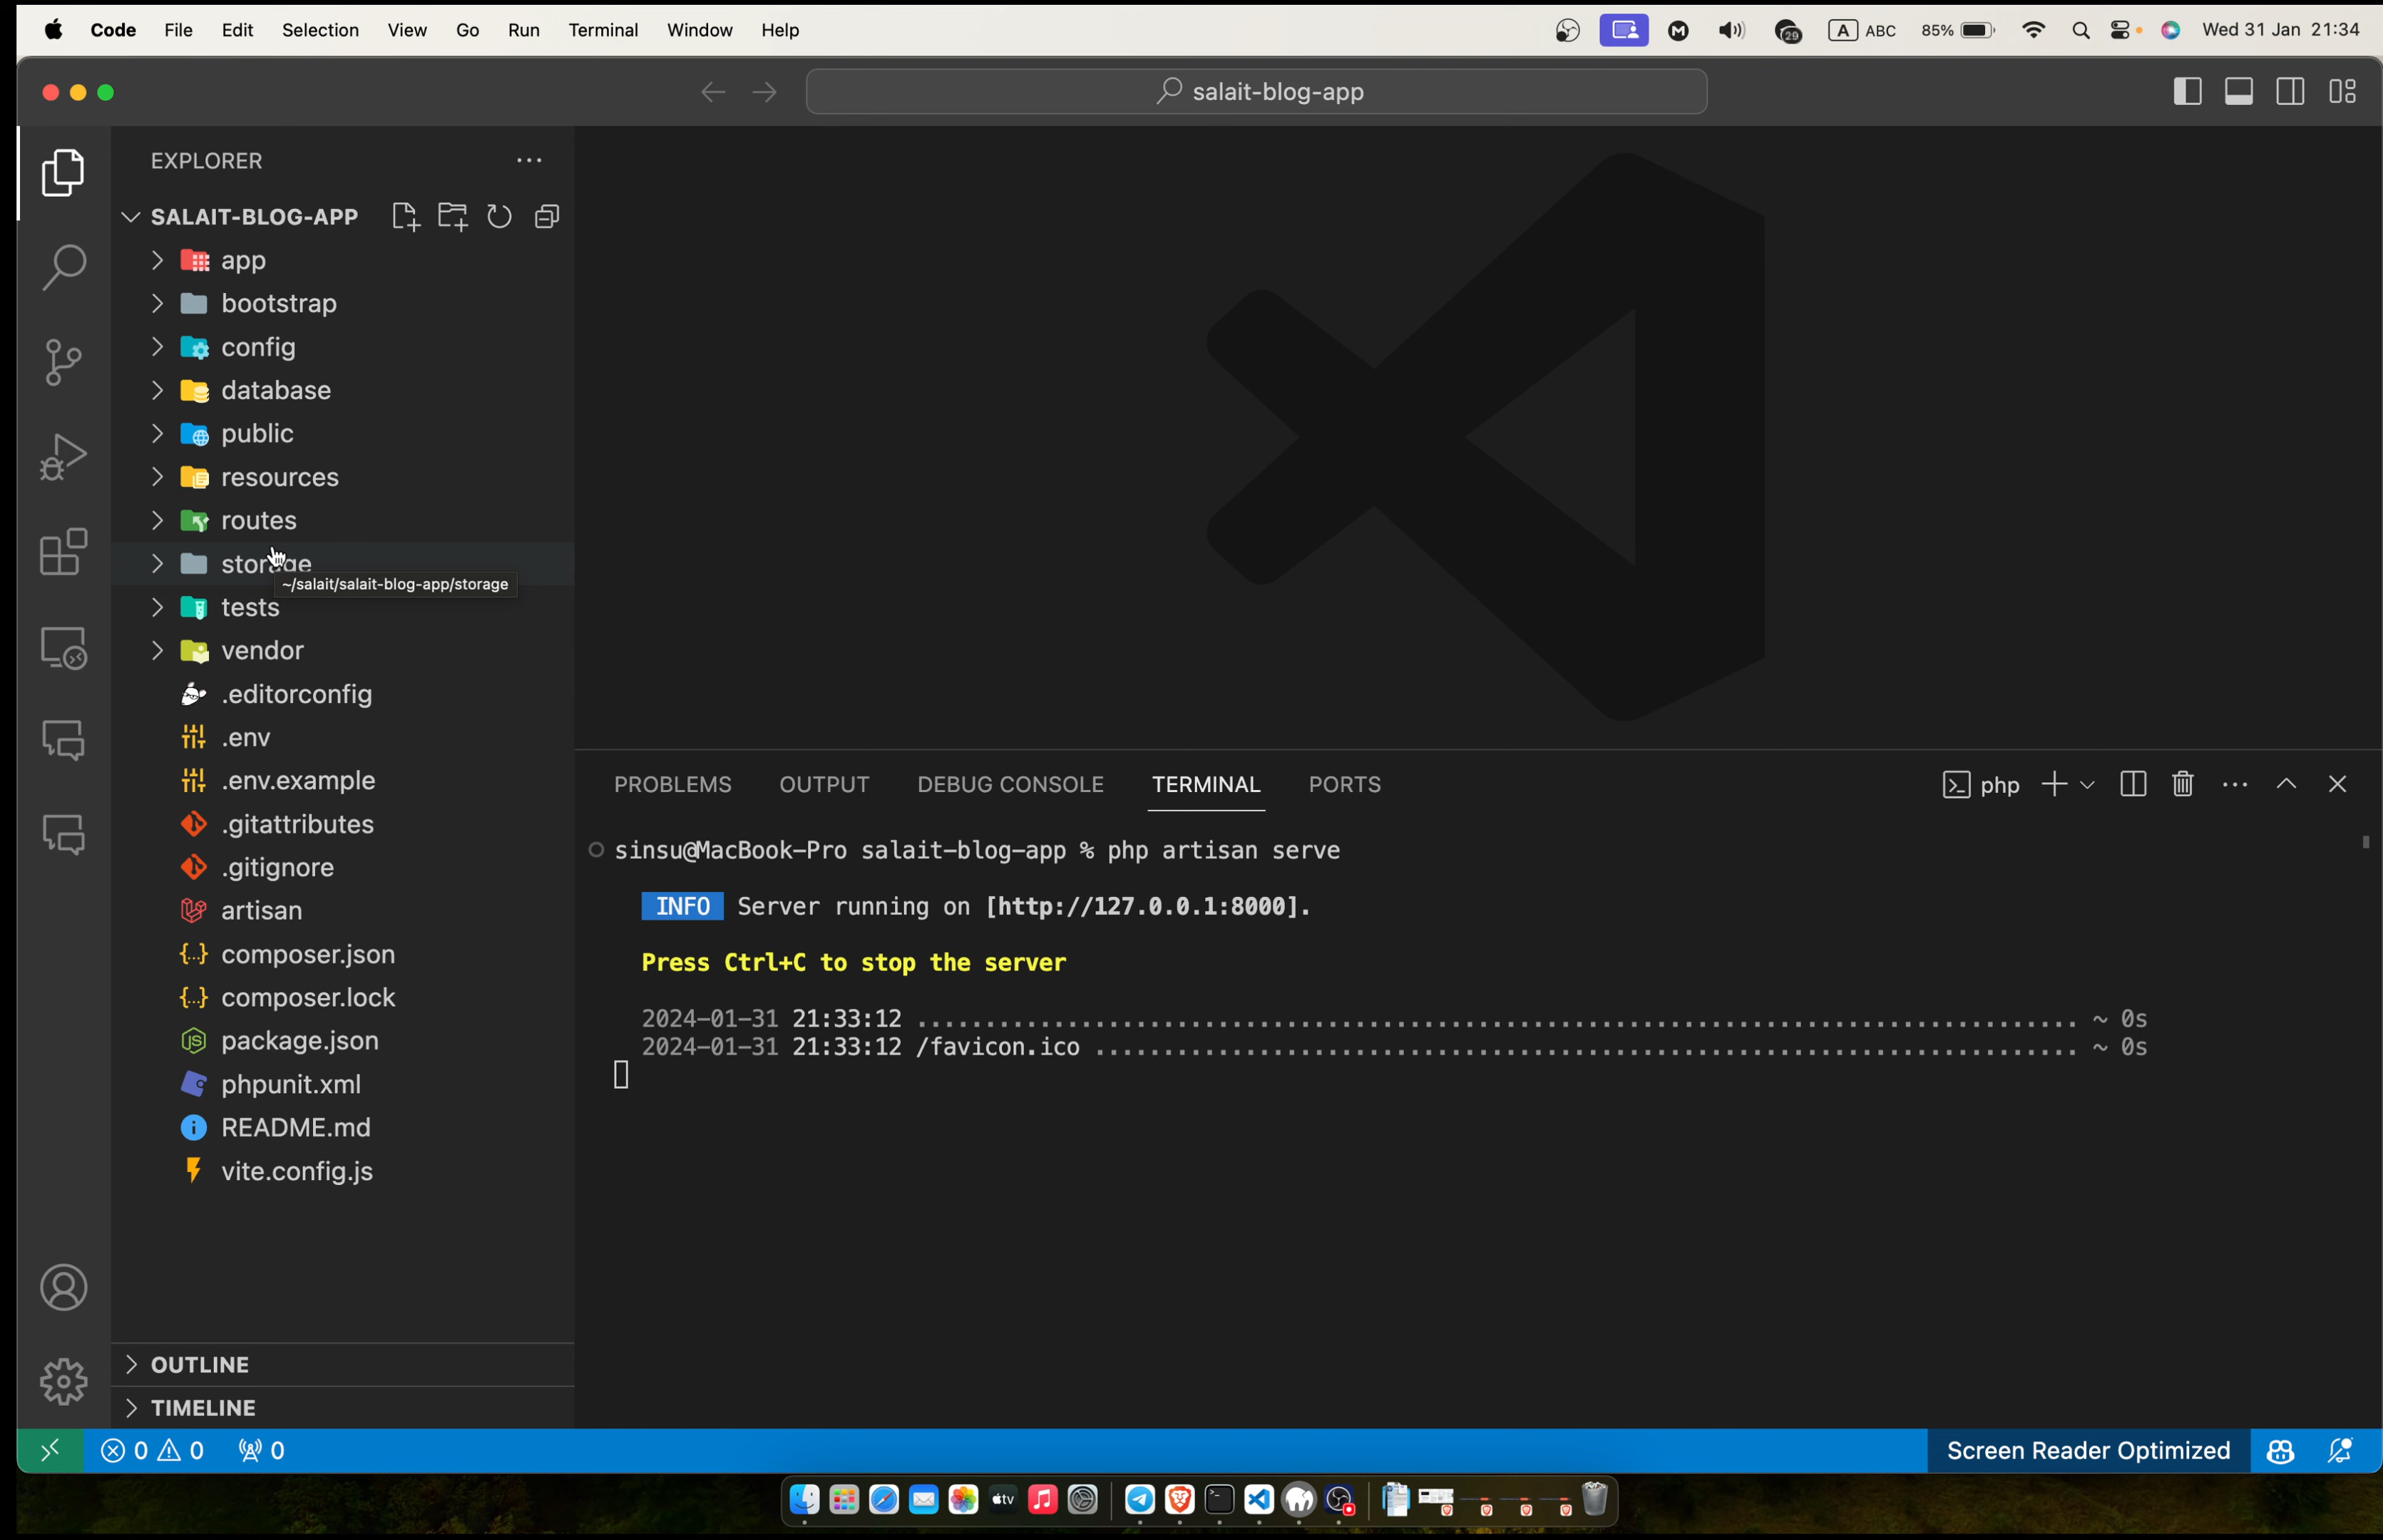 Code File Edit Selection View Go Run Terminal Window Help
29 A ABC 85% Wed 31 Jan 21:34
salait-blog-app
EXPLORER
SALAIT-BLOG-APP
app
bootstrap
config
database
public
resources
routes
storage
~/salait/salait-blog-app/storage
tests
vendor
.editorconfig
.env
.env.example
.gitattributes
.gitignore
artisan
composer.json
composer.lock
package.json
phpunit.xml
README.md
vite.config.js
OUTLINE
TIMELINE
PROBLEMS OUTPUT DEBUG CONSOLE TERMINAL PORTS
php
sinsu@MacBook-Pro salait-blog-app % php artisan serve
INFO Server running on [http://127.0.0.1:8000].
Press Ctrl+C to stop the server
2024-01-31 21:33:12 ..................................................................................... ~ 0s
2024-01-31 21:33:12 /favicon.ico ........................................................................ ~ 0s
0 0 0
Screen Reader Optimized
tv